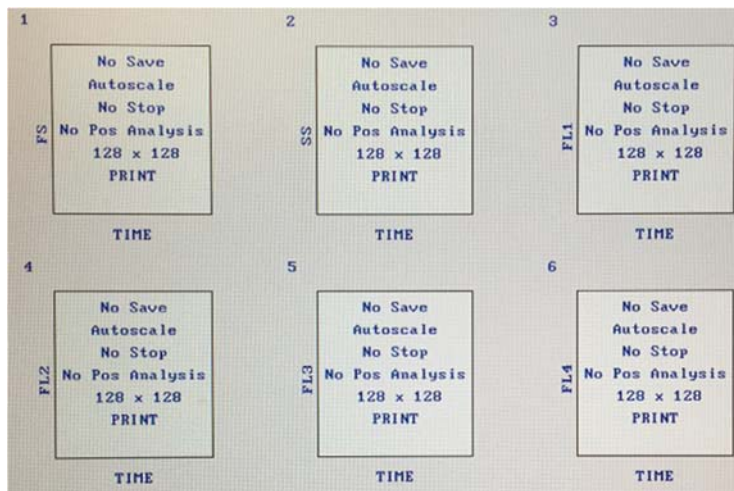 1
No Save
Autoscale
No Stop
No Pos Analysis
128 x 128
PRINT
FS
TIME
2
No Save
Autoscale
No Stop
No Pos Analysis
128 x 128
PRINT
SS
TIME
3
No Save
Autoscale
No Stop
No Pos Analysis
128 x 128
PRINT
FL1
TIME
4
No Save
Autoscale
No Stop
No Pos Analysis
128 x 128
PRINT
FL2
TIME
5
No Save
Autoscale
No Stop
No Pos Analysis
128 x 128
PRINT
FL3
TIME
6
No Save
Autoscale
No Stop
No Pos Analysis
128 x 128
PRINT
FL4
TIME